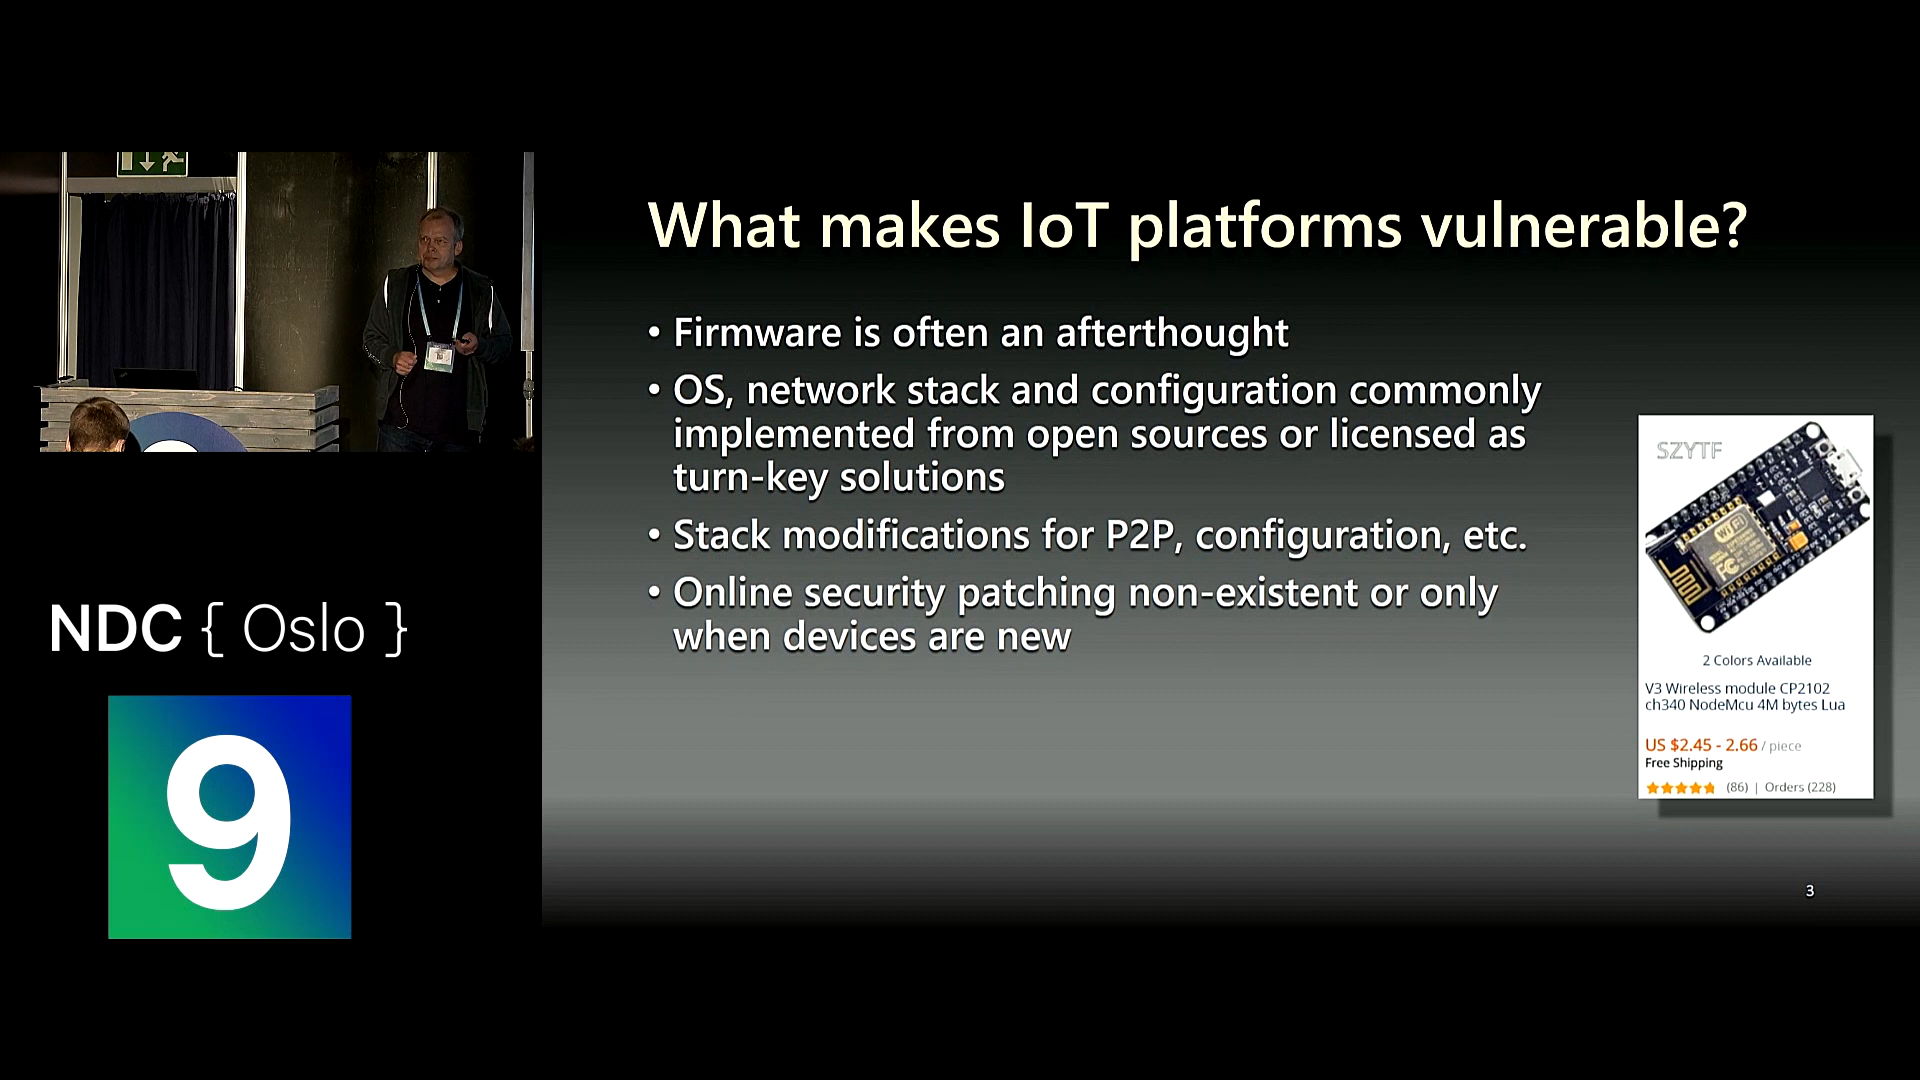 What makes IoT platforms vulnerable?
• Firmware is often an afterthought
• OS, network stack and configuration commonly
implemented from open sources or licensed as
turn-key solutions
• Stack modifications for P2P, configuration, etc.
• Online security patching non-existent or only
when devices are new
SZYTF
WiFi
2 Colors Available
V3 Wireless module CP2102
ch340 NodeMcu 4M bytes Lua
US $2.45 - 2.66 / piece
Free Shipping
(86) | Orders (228)
3
NDC { Oslo }
9